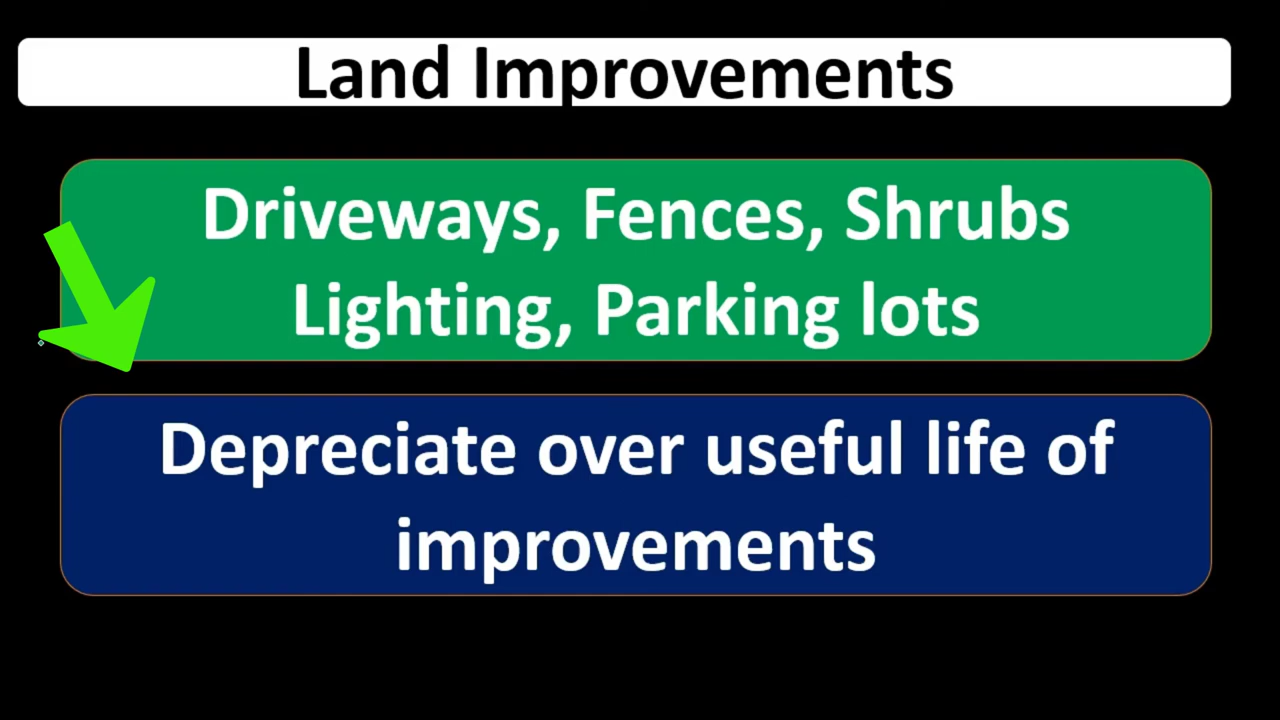 Land Improvements
Driveways, Fences, Shrubs
Lighting, Parking lots
Depreciate over useful life of
improvements